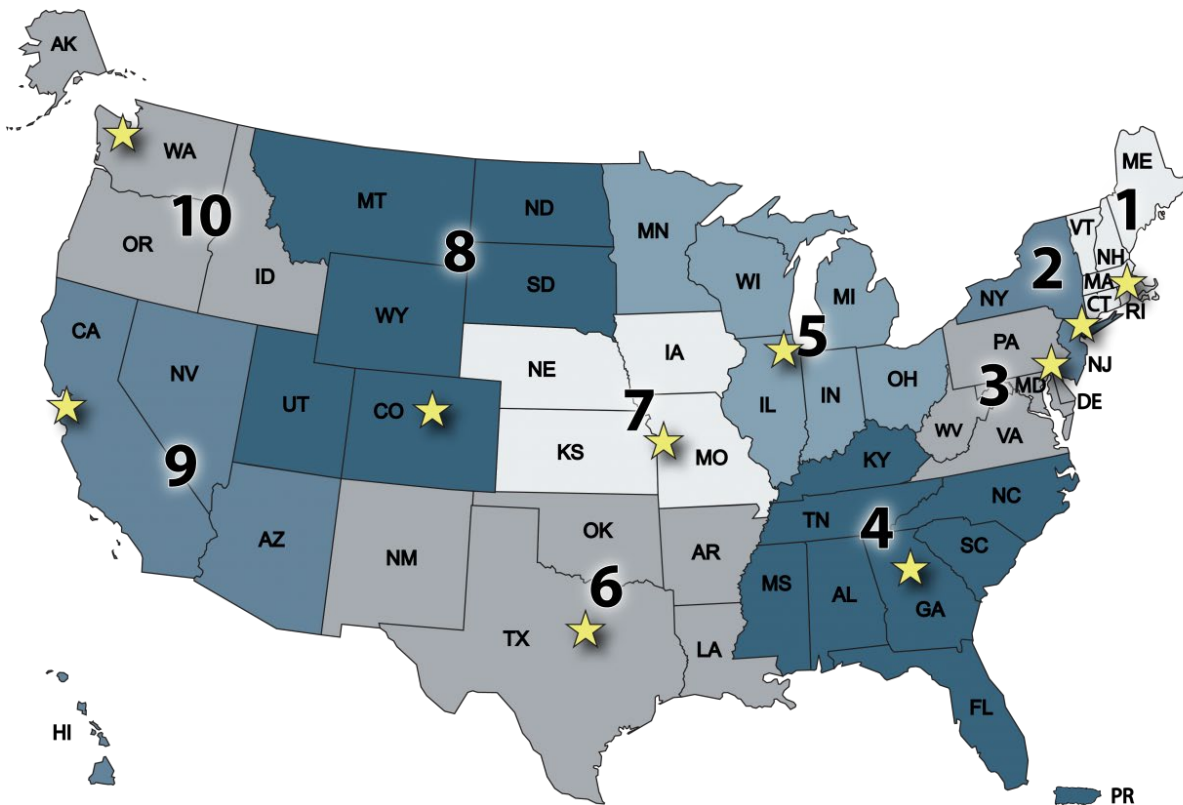 AK
WA
ME
10
MT
ND
1
VT
OR
8
MN
NH
2
ID
WI
MA
SD
MI
NY
CT
RI
WY
CA
5
PA
IA
NJ
NV
NE
OH
3
MD
DE
UT
CO
IL
IN
7
WV
VA
KS
MO
KY
9
NC
TN
4
OK
AZ
SC
NM
AR
6
MS
AL
GA
TX
LA
FL
HI
PR